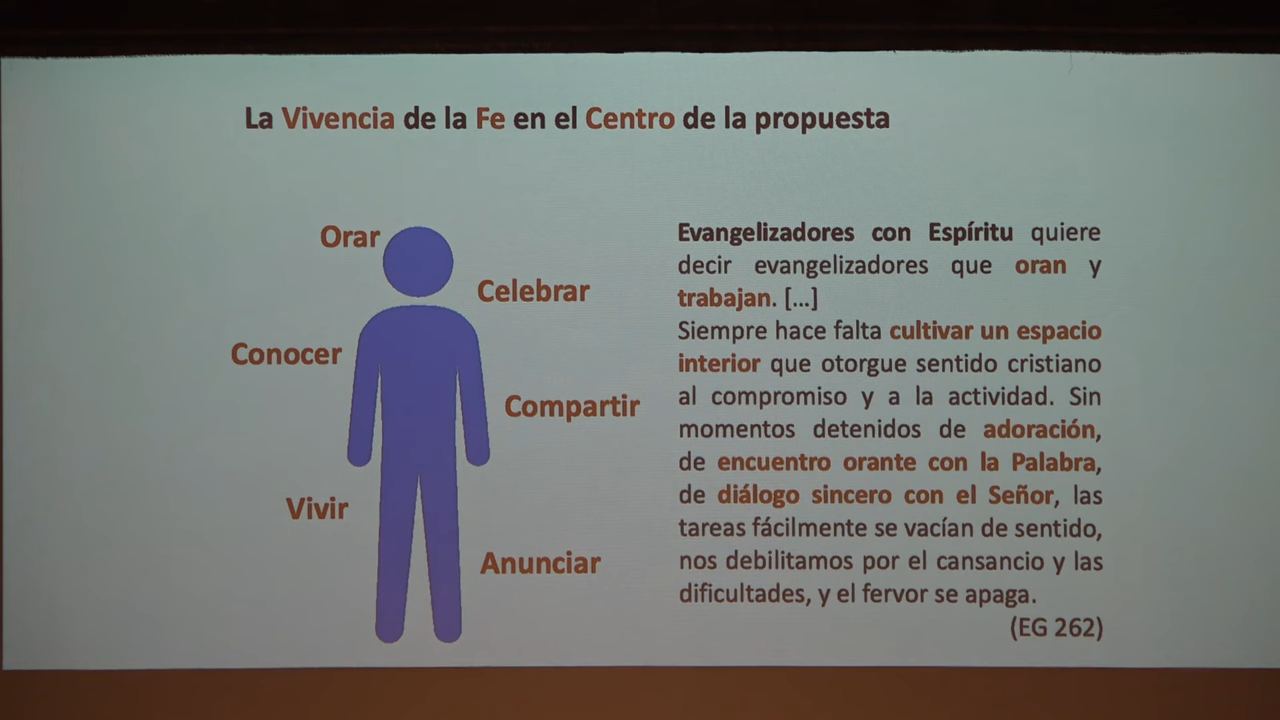 La Vivencia de la Fe en el Centro de la propuesta
Orar
Celebrar
Conocer
Compartir
Vivir
Anunciar
Evangelizadores con Espíritu quiere
decir evangelizadores que oran y
trabajan. [...]
Siempre hace falta cultivar un espacio
interior que otorgue sentido cristiano
al compromiso y a la actividad. Sin
momentos detenidos de adoración,
de encuentro orante con la Palabra,
de diálogo sincero con el Señor, las
tareas fácilmente se vacían de sentido,
nos debilitamos por el cansancio y las
dificultades, y el fervor se apaga.
(EG 262)